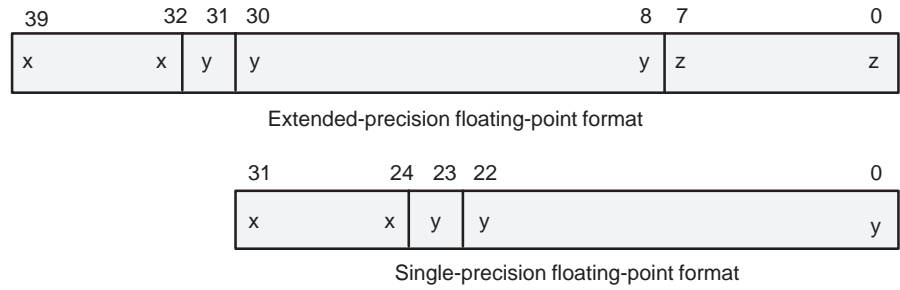 39 32 31 30 8 7 0
x x y y y z z
Extended-precision floating-point format
31 24 23 22 0
x x y y y
Single-precision floating-point format